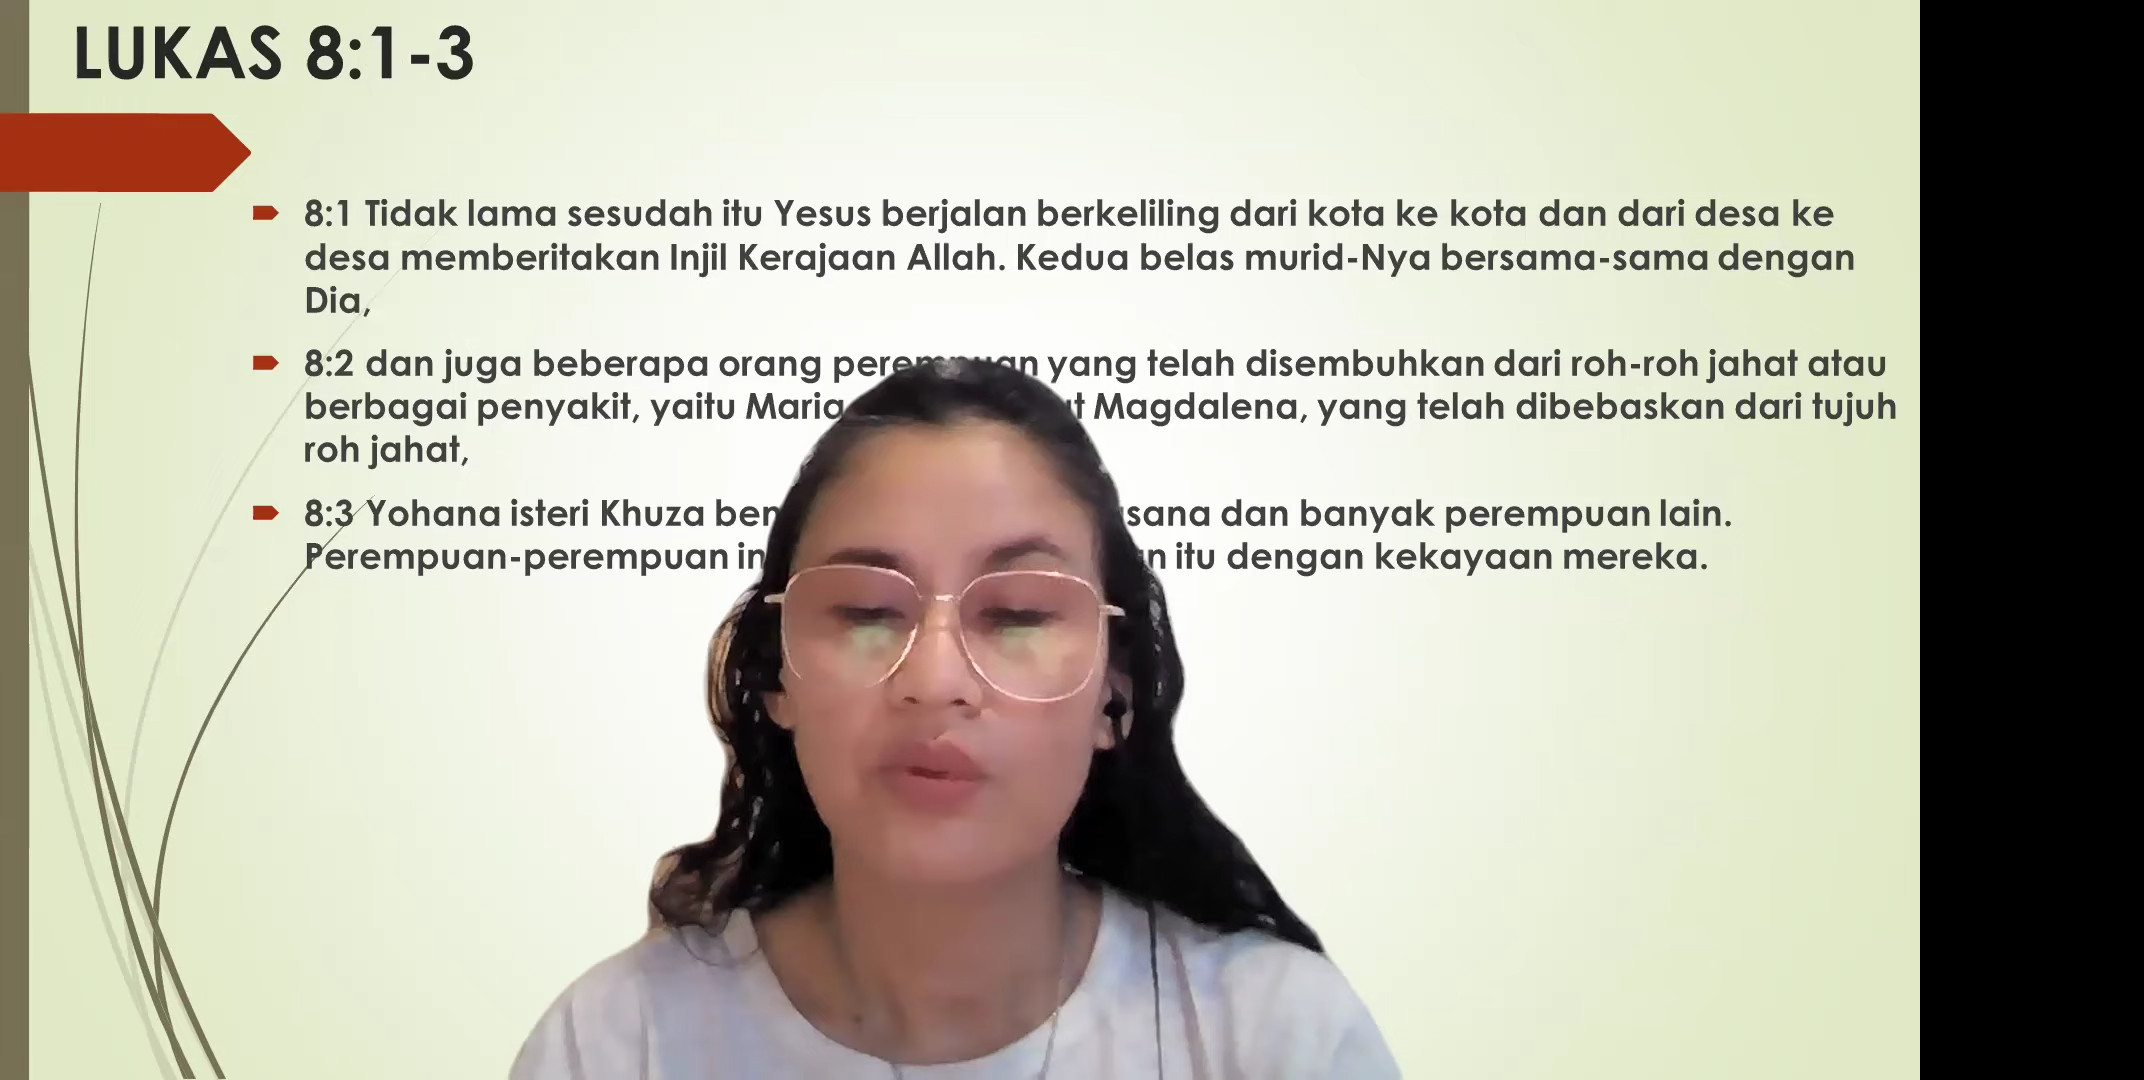 LUKAS 8:1-3
8:1 Tidak lama sesudah itu Yesus berjalan berkeliling dari kota ke kota dan dari desa ke
desa memberitakan Injil Kerajaan Allah. Kedua belas murid-Nya bersama-sama dengan
Dia,
8:2 dan juga beberapa orang perempuan yang telah disembuhkan dari roh-roh jahat atau
berbagai penyakit, yaitu Maria Magdalena, yang telah dibebaskan dari tujuh
roh jahat,
8:3 Yohana isteri Khuza dan banyak perempuan lain.
Perempuan-perempuan itu dengan kekayaan mereka.